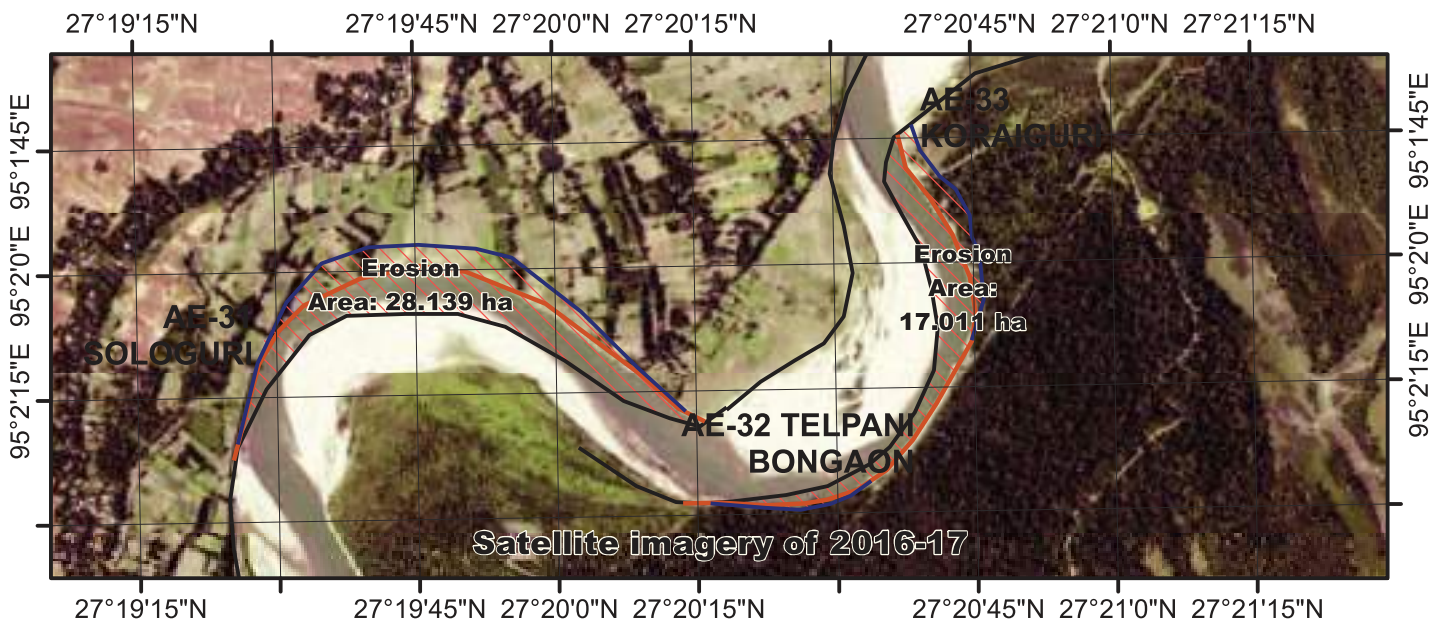 27°19'15"N 27°19'45"N 27°20'0"N 27°20'15"N 27°20'45"N 27°21'0"N 27°21'15"N
95°1'45"E
95°2'0"E
95°2'15"E
AE-33
KORAIGURI
Erosion
Area:
17.011 ha
Erosion
Area: 28.139 ha
AE-3
SOLOGURI
AE-32 TELPANI
BONGAON
Satellite imagery of 2016-17
95°1'45"E
95°2'0"E
95°2'15"E
27°19'15"N 27°19'45"N 27°20'0"N 27°20'15"N 27°20'45"N 27°21'0"N 27°21'15"N